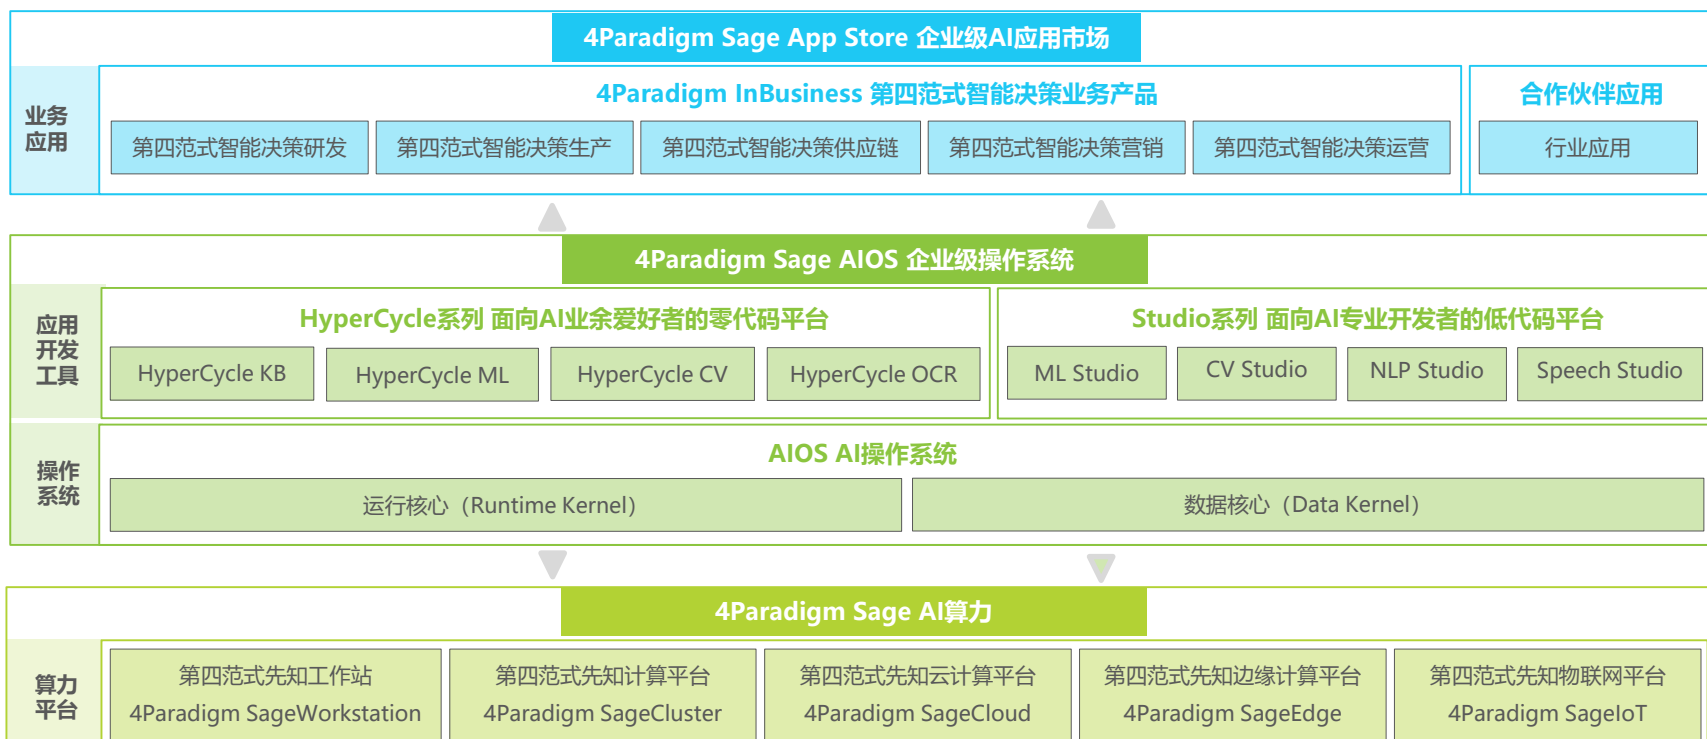 4Paradigm Sage App Store 企业级AI应用市场
业务
应用
4Paradigm InBusiness 第四范式智能决策业务产品
第四范式智能决策研发
第四范式智能决策生产
第四范式智能决策供应链
第四范式智能决策营销
第四范式智能决策运营
合作伙伴应用
行业应用
4Paradigm Sage AIOS 企业级操作系统
应用
开发
工具
HyperCycle系列 面向AI业余爱好者的零代码平台
HyperCycle KB
HyperCycle ML
HyperCycle CV
HyperCycle OCR
Studio系列 面向AI专业开发者的低代码平台
ML Studio
CV Studio
NLP Studio
Speech Studio
操作
系统
AIOS AI操作系统
运行核心（Runtime Kernel）
数据核心（Data Kernel）
4Paradigm Sage AI算力
算力
平台
第四范式先知工作站
4Paradigm SageWorkstation
第四范式先知计算平台
4Paradigm SageCluster
第四范式先知云计算平台
4Paradigm SageCloud
第四范式先知边缘计算平台
4Paradigm SageEdge
第四范式先知物联网平台
4Paradigm SageIoT